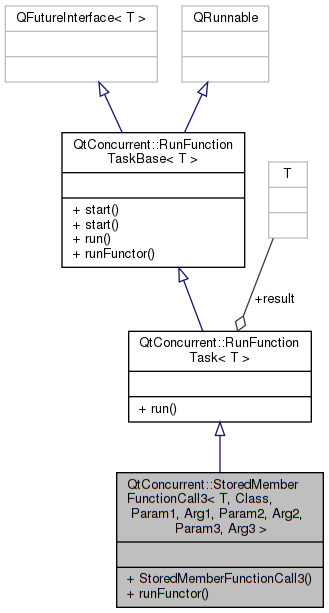 QFutureInterface< T >
QRunnable
QtConcurrent::RunFunction
TaskBase< T >
+ start()
+ start()
+ run()
+ runFunctor()
T
+result
QtConcurrent::RunFunction
Task< T >
+ run()
QtConcurrent::StoredMember
FunctionCall3< T, Class,
Param1, Arg1, Param2, Arg2,
Param3, Arg3 >
+ StoredMemberFunctionCall3()
+ runFunctor()